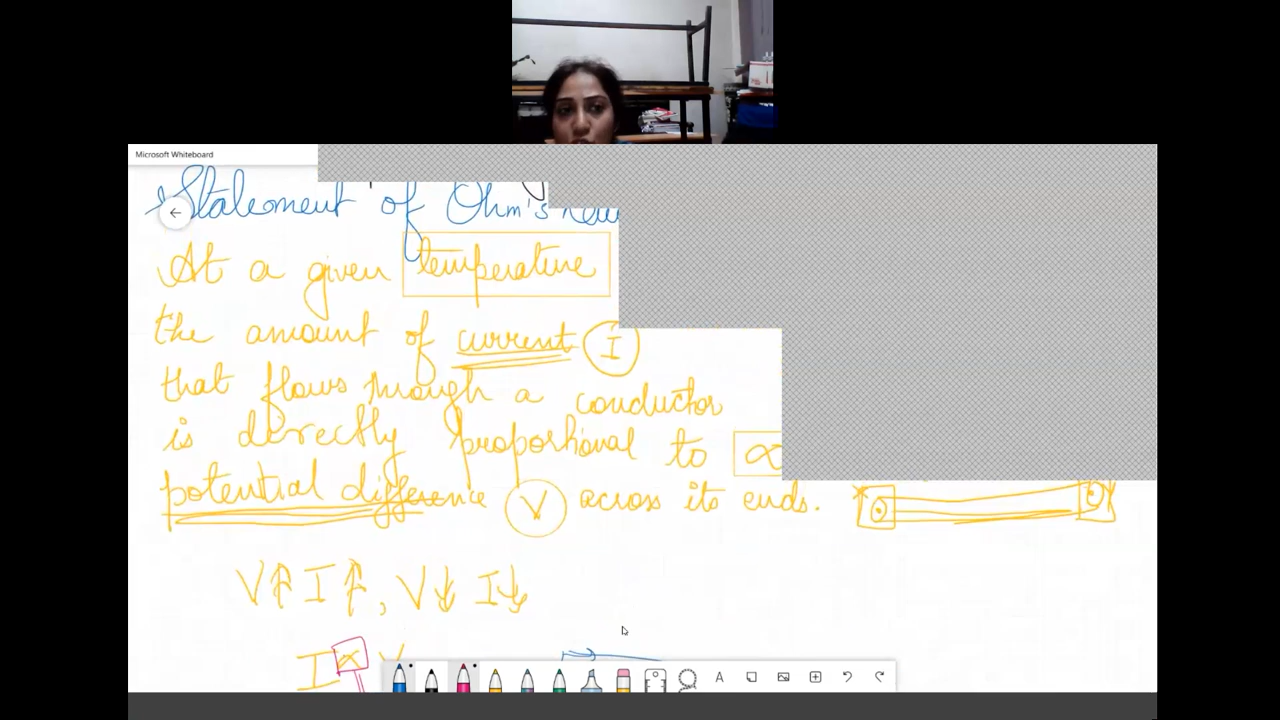 Microsoft Whiteboard
Statement of Ohm's
At a given temperature
the amount of current I
that flows through a conductor
is directly proportional to ∝
potential difference V across its ends.
V↑ I↑, V↓ I↓
I ∝ V
A